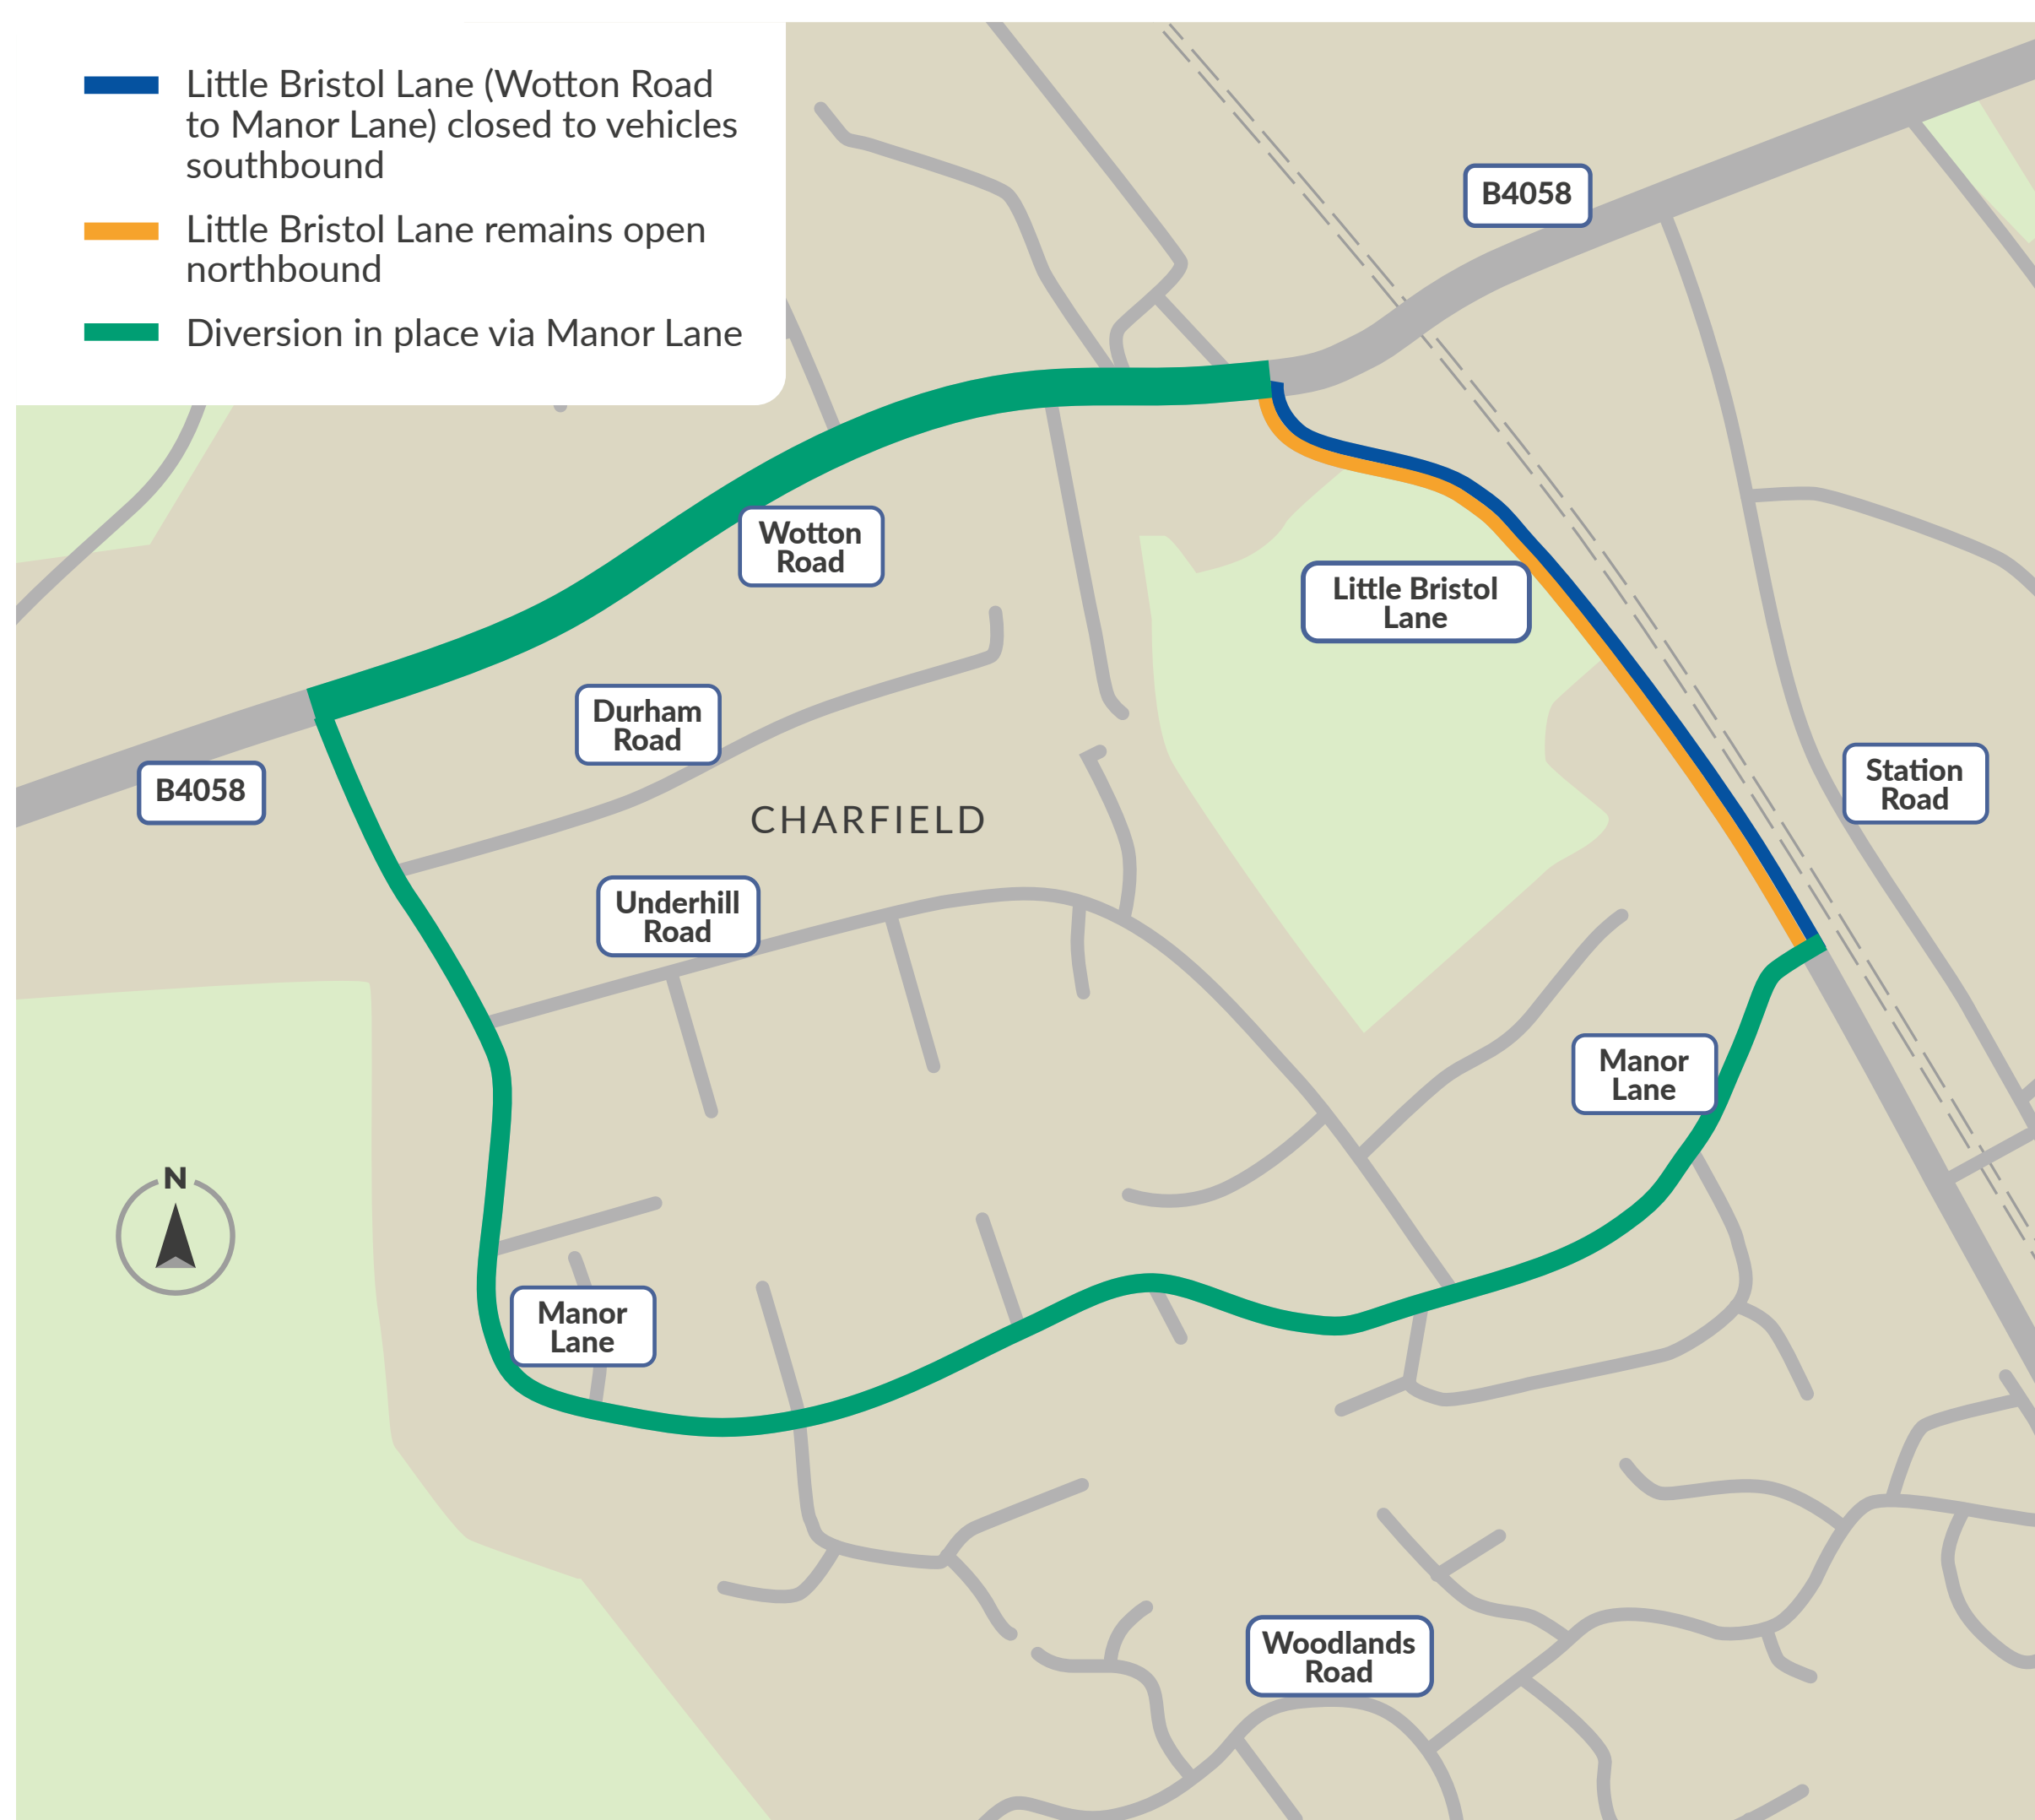 Little Bristol Lane (Wotton Road
to Manor Lane) closed to vehicles
southbound
Little Bristol Lane remains open
northbound
Diversion in place via Manor Lane
B4058
Wotton
Road
Little Bristol
Lane
Durham
Road
B4058
Station
Road
CHARFIELD
Underhill
Road
Manor
Lane
N
Manor
Lane
Woodlands
Road